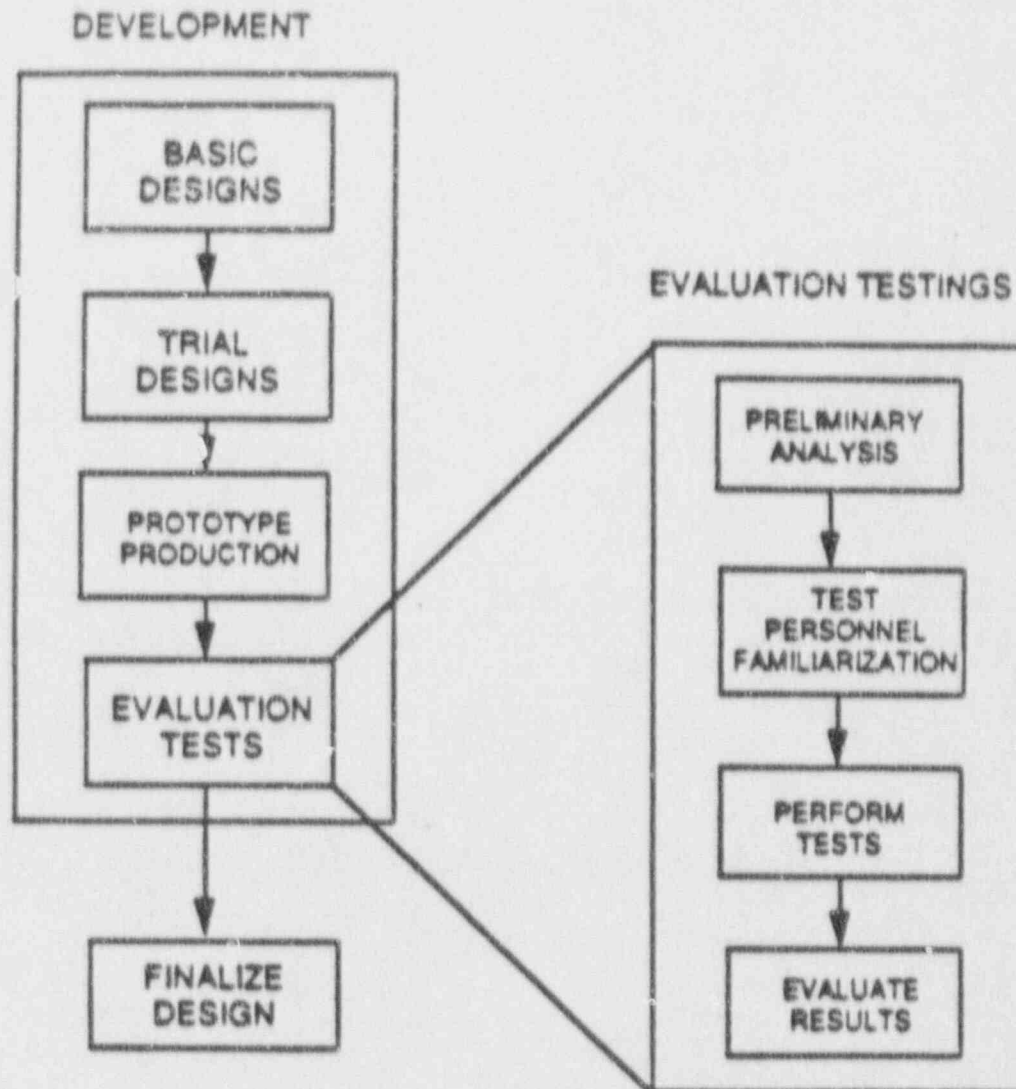 DEVELOPMENT
BASIC
DESIGNS
TRIAL
DESIGNS
PROTOTYPE
PRODUCTION
EVALUATION
TESTS
FINALIZE
DESIGN
EVALUATION TESTINGS
PRELIMINARY
ANALYSIS
TEST
PERSONNEL
FAMILIARIZATION
PERFORM
TESTS
EVALUATE
RESULTS